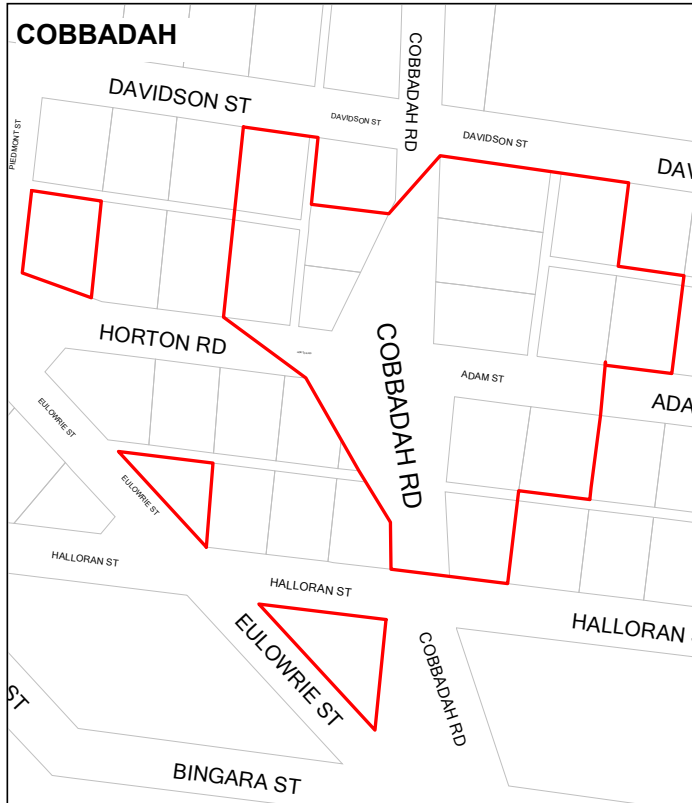 COBBADAH
COBBADAH RD
DAVIDSON ST
DAVIDSON ST
DAVIDSON ST
PIEDMONT ST
DAV
HORTON RD
COBBADAH RD
ADAM ST
ADA
EULOWRIE ST
EULOWRIE ST
HALLORAN ST
HALLORAN ST
HALLORAN
EULOWRIE ST
COBBADAH RD
ST
BINGARA ST